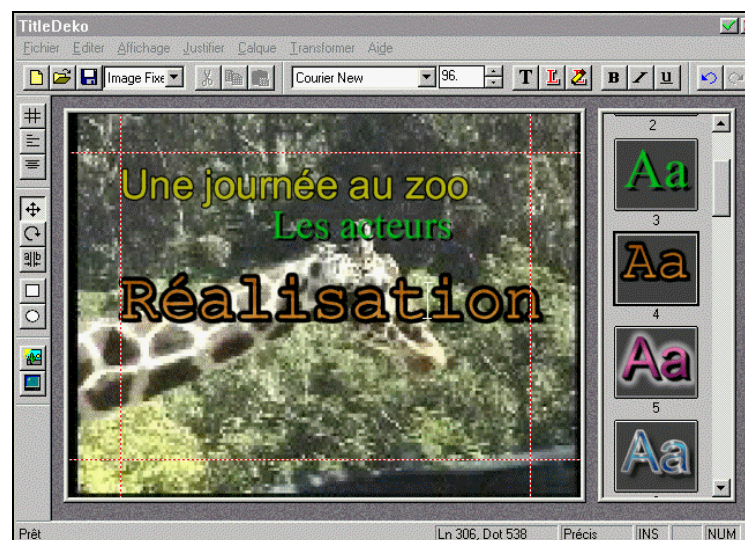 TitleDeko
Fichier Editer Affichage Justifier Calque Transformer Aide
Image Fixe Courier New 96. T L 2 B I U
Une journée au zoo
Les acteurs
Réalisation
2
Aa
3
Aa
4
Aa
5
Aa
Prêt Ln 306, Dot 538 Précis INS NUM